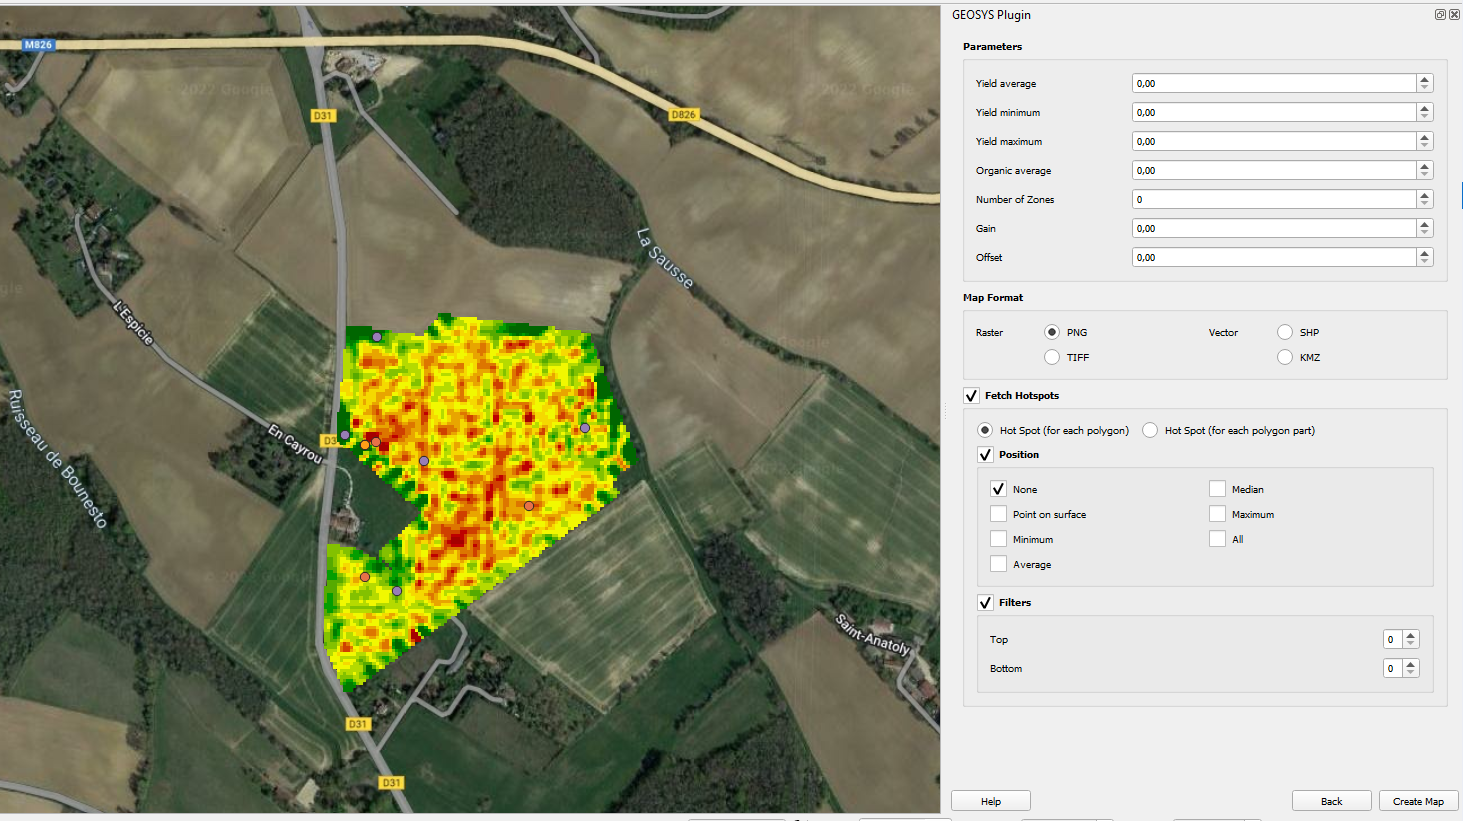 M826
© 2022 Google
© 2022 Google
D31
D826
La Sausse
L'Espicie
Ruisseau de Bounesto
D3
En Cayrou
Saint-Anatoly
D31
D31
GEOSYS Plugin
Parameters
Yield average 0,00
Yield minimum 0,00
Yield maximum 0,00
Organic average 0,00
Number of Zones 0
Gain 0,00
Offset 0,00
Map Format
Raster PNG Vector SHP
TIFF KMZ
Fetch Hotspots
Hot Spot (for each polygon) Hot Spot (for each polygon part)
Position
None Median
Point on surface Maximum
Minimum All
Average
Filters
Top 0
Bottom 0
Help Back Create Map